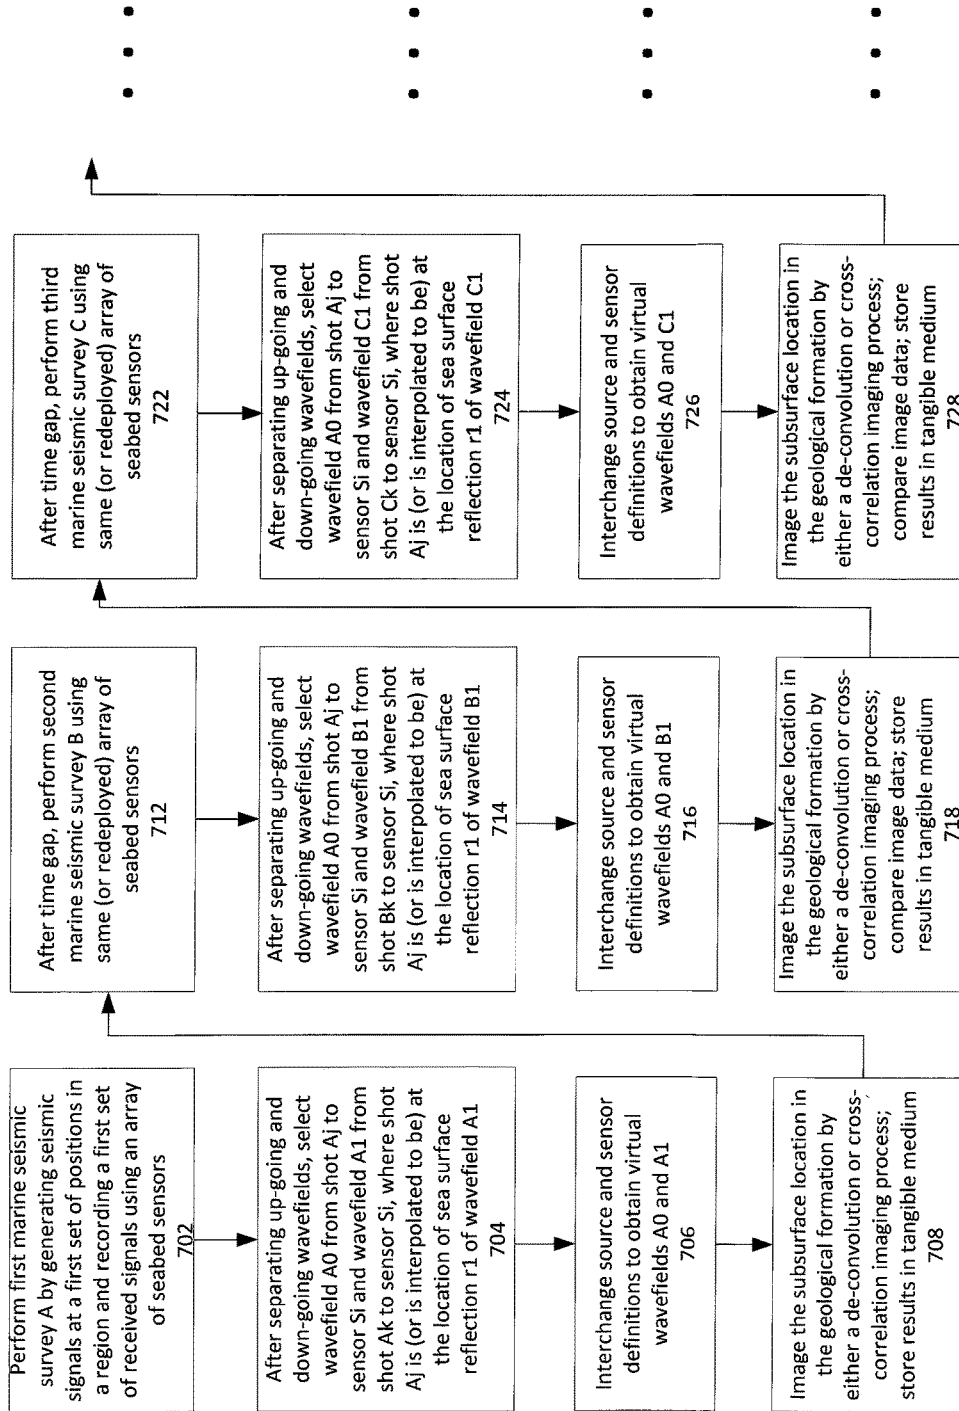 Perform first marine seismic
survey A by generating seismic
signals at a first set of positions in
a region and recording a first set
of received signals using an array
of seabed sensors
702
After separating up-going and
down-going wavefields, select
wavefield A0 from shot Aj to
sensor Si and wavefield A1 from
shot Ak to sensor Si, where shot
Aj is (or is interpolated to be) at
the location of sea surface
reflection r1 of wavefield A1
704
Interchange source and sensor
definitions to obtain virtual
wavefields A0 and A1
706
Image the subsurface location in
the geological formation by
either a de-convolution or cross-
correlation imaging process;
store results in tangible medium
708
After time gap, perform second
marine seismic survey B using
same (or redeployed) array of
seabed sensors
712
After separating up-going and
down-going wavefields, select
wavefield A0 from shot Aj to
sensor Si and wavefield B1 from
shot Bk to sensor Si, where shot
Aj is (or is interpolated to be) at
the location of sea surface
reflection r1 of wavefield B1
714
Interchange source and sensor
definitions to obtain virtual
wavefields A0 and B1
716
Image the subsurface location in
the geological formation by
either a de-convolution or cross-
correlation imaging process;
compare image data; store
results in tangible medium
718
After time gap, perform third
marine seismic survey C using
same (or redeployed) array of
seabed sensors
722
After separating up-going and
down-going wavefields, select
wavefield A0 from shot Aj to
sensor Si and wavefield C1 from
shot Ck to sensor Si, where shot
Aj is (or is interpolated to be) at
the location of sea surface
reflection r1 of wavefield C1
724
Interchange source and sensor
definitions to obtain virtual
wavefields A0 and C1
726
Image the subsurface location in
the geological formation by
either a de-convolution or cross-
correlation imaging process;
compare image data; store
results in tangible medium
728